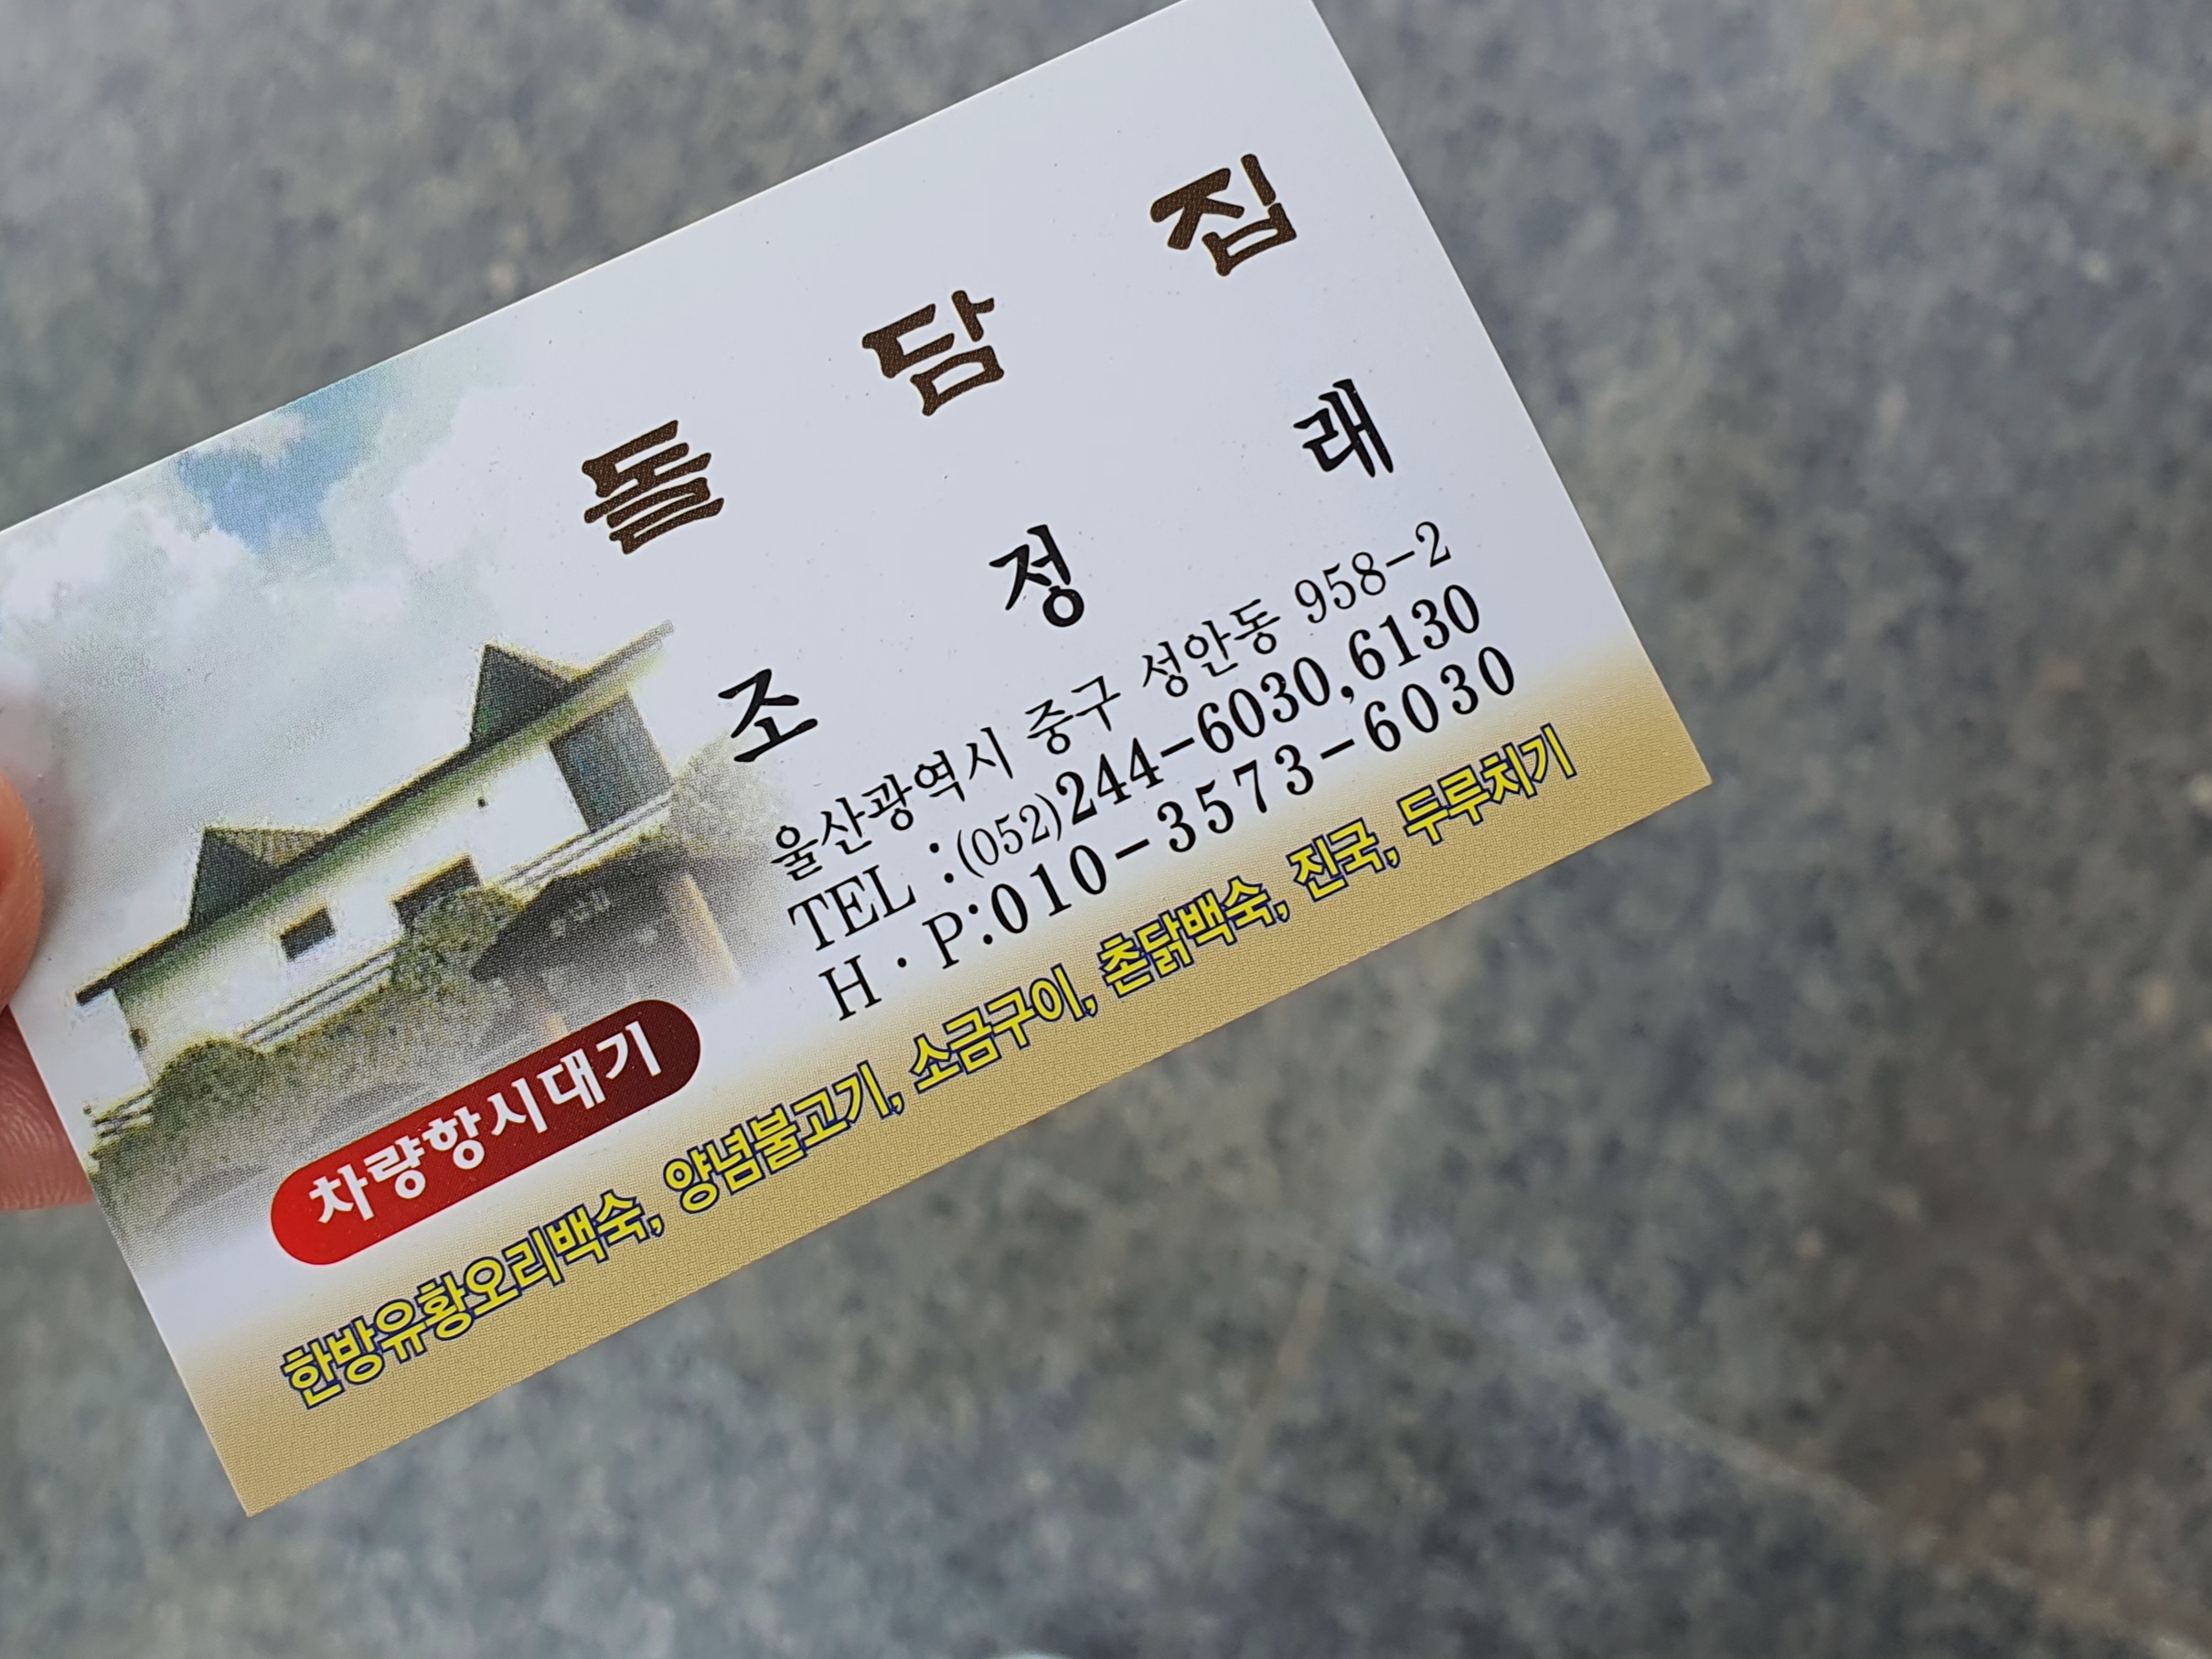 돌 담 집
조 정 래
울산광역시 중구 성안동 958-2
TEL :(052)244-6030,6130
H · P:010-3573-6030
차량항시대기
한방유황오리백숙, 양념불고기, 소금구이, 촌닭백숙, 진국, 두루치기